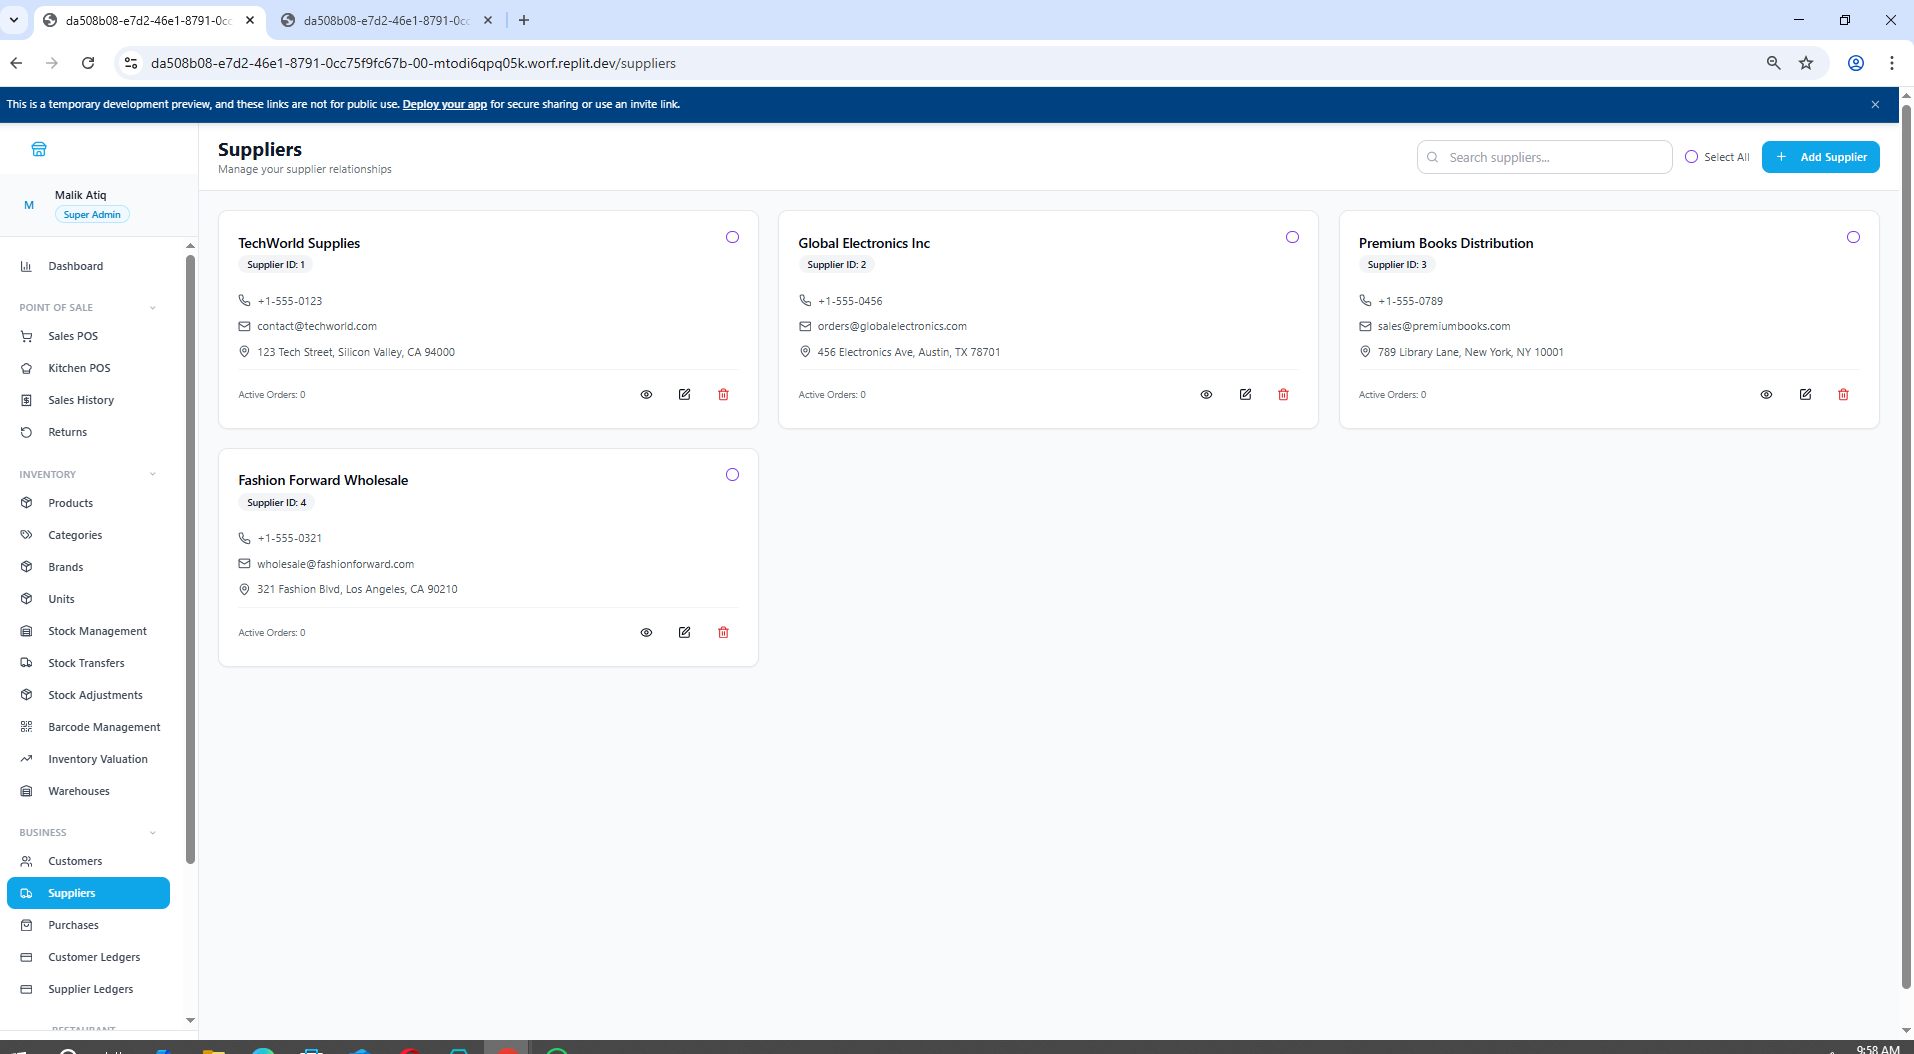 da508b08-e7d2-46e1-8791-0cc
da508b08-e7d2-46e1-8791-0cc
da508b08-e7d2-46e1-8791-0cc75f9fc67b-00-mtodi6qpq05k.worf.replit.dev/suppliers
This is a temporary development preview, and these links are not for public use. Deploy your app for secure sharing or use an invite link.
Suppliers
Manage your supplier relationships
Search suppliers...
Select All
Add Supplier
M
Malik Atiq
Super Admin
Dashboard
POINT OF SALE
Sales POS
Kitchen POS
Sales History
Returns
INVENTORY
Products
Categories
Brands
Units
Stock Management
Stock Transfers
Stock Adjustments
Barcode Management
Inventory Valuation
Warehouses
BUSINESS
Customers
Suppliers
Purchases
Customer Ledgers
Supplier Ledgers
RESTAURANT
TechWorld Supplies
Supplier ID: 1
+1-555-0123
contact@techworld.com
123 Tech Street, Silicon Valley, CA 94000
Active Orders: 0
Global Electronics Inc
Supplier ID: 2
+1-555-0456
orders@globalelectronics.com
456 Electronics Ave, Austin, TX 78701
Active Orders: 0
Premium Books Distribution
Supplier ID: 3
+1-555-0789
sales@premiumbooks.com
789 Library Lane, New York, NY 10001
Active Orders: 0
Fashion Forward Wholesale
Supplier ID: 4
+1-555-0321
wholesale@fashionforward.com
321 Fashion Blvd, Los Angeles, CA 90210
Active Orders: 0
9:58 AM